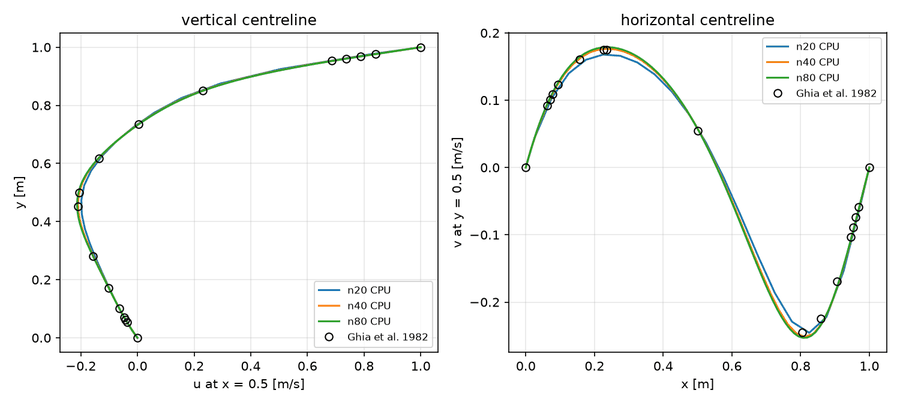 vertical centreline
1.0
0.8
0.6
0.4
0.2
0.0
y [m]
−0.2
0.0
0.2
0.4
0.6
0.8
1.0
u at x = 0.5 [m/s]
n20 CPU
n40 CPU
n80 CPU
Ghia et al. 1982
horizontal centreline
0.2
0.1
0.0
−0.1
−0.2
v at y = 0.5 [m/s]
0.0
0.2
0.4
0.6
0.8
1.0
x [m]
n20 CPU
n40 CPU
n80 CPU
Ghia et al. 1982